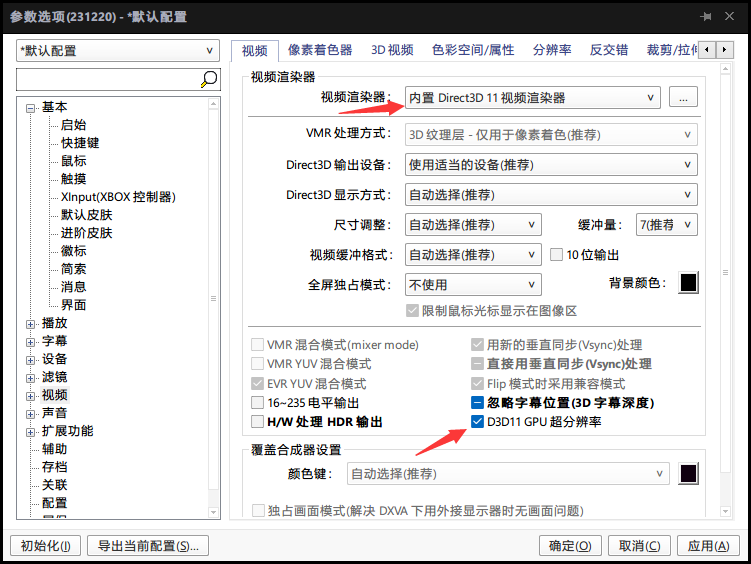 参数选项(231220) - *默认配置
*默认配置
基本
启始
快捷键
鼠标
触摸
XInput(XBOX 控制器)
默认皮肤
进阶皮肤
徽标
简索
消息
界面
播放
字幕
设备
滤镜
视频
声音
扩展功能
辅助
存档
关联
配置
视频 像素着色器 3D 视频 色彩空间/属性 分辨率 反交错 裁剪/拉伸
视频渲染器
视频渲染器： 内置 Direct3D 11 视频渲染器 ...
VMR 处理方式： 3D 纹理层 - 仅用于像素着色(推荐)
Direct3D 输出设备： 使用适当的设备(推荐)
Direct3D 显示方式： 自动选择(推荐)
尺寸调整： 自动选择(推荐) 缓冲量： 7(推荐
视频缓冲格式： 自动选择(推荐) 10 位输出
全屏独占模式： 不使用 背景颜色：
限制鼠标光标显示在图像区
VMR 混合模式(mixer mode) 用新的垂直同步(Vsync)处理
VMR YUV 混合模式 直接用垂直同步(Vsync)处理
EVR YUV 混合模式 Flip 模式时采用兼容模式
16~235 电平输出 忽略字幕位置(3D 字幕深度)
H/W 处理 HDR 输出 D3D11 GPU 超分辨率
覆盖合成器设置
颜色键： 自动选择(推荐)
独占画面模式(解决 DXVA 下用外接显示器时无画面问题)
初始化(I) 导出当前配置(S)... 确定(O) 取消(C) 应用(A)